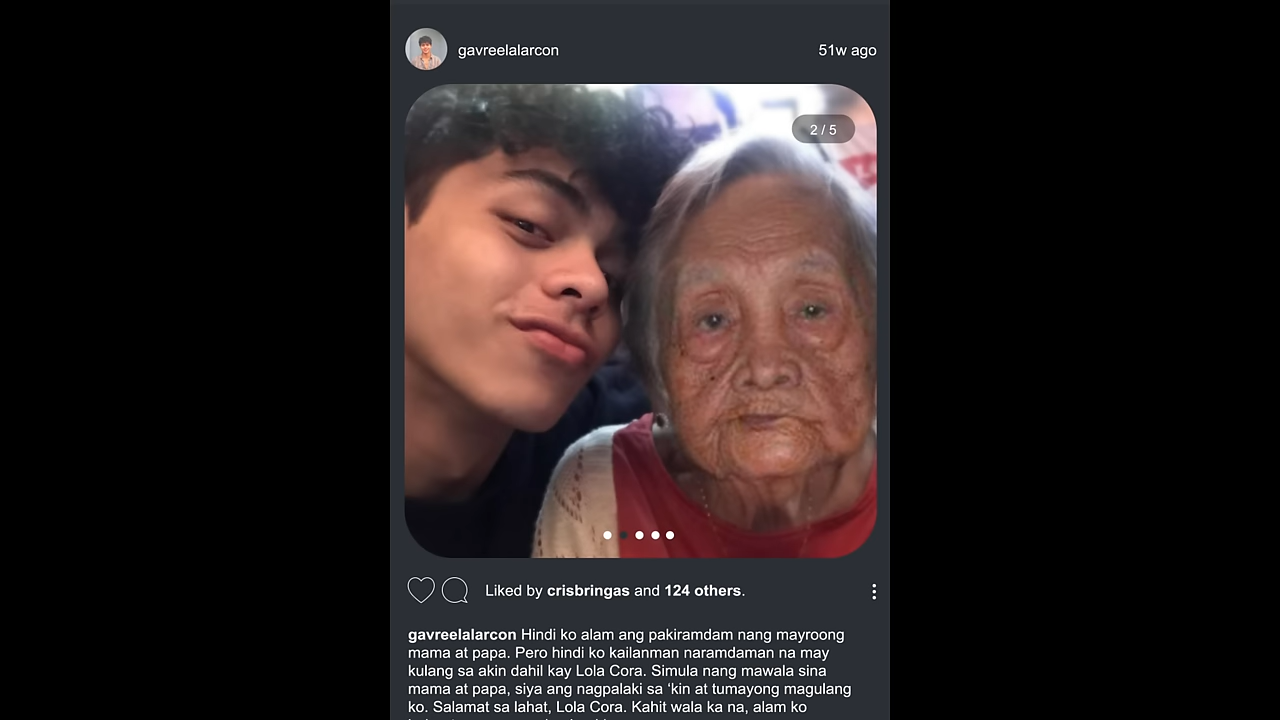 gavreelalarcon
51w ago
2 / 5
Liked by crisbringas and 124 others.
gavreelalarcon Hindi ko alam ang pakiramdam nang mayroong
mama at papa. Pero hindi ko kailanman naramdaman na may
kulang sa akin dahil kay Lola Cora. Simula nang mawala sina
mama at papa, siya ang nagpalaki sa ‘kin at tumayong magulang
ko. Salamat sa lahat, Lola Cora. Kahit wala ka na, alam ko